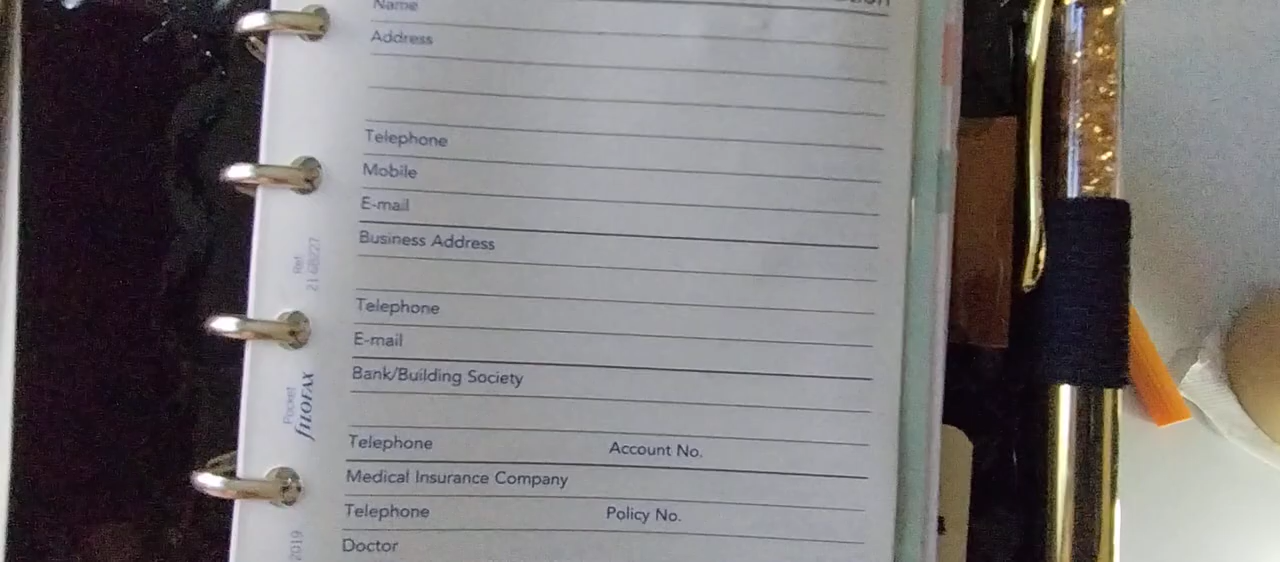 Name
Address
Telephone
Mobile
E-mail
Business Address
Telephone
E-mail
Bank/Building Society
Telephone Account No.
Medical Insurance Company
Telephone Policy No.
Doctor
Ref.
Pocket
fILOFAX
2019